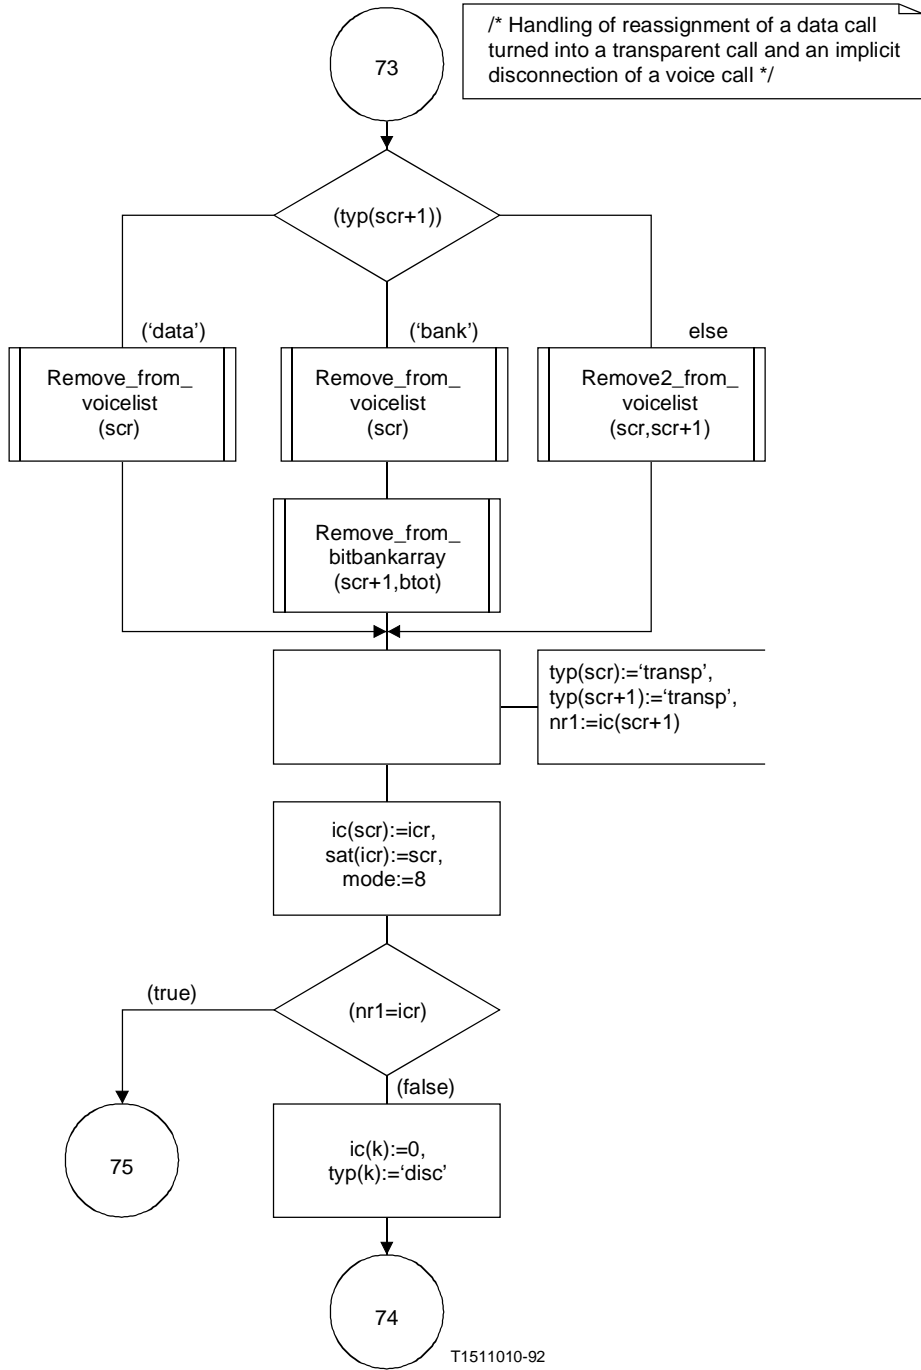 /* Handling of reassignment of a data call
turned into a transparent call and an implicit
disconnection of a voice call */
73
(typ(scr+1))
(‘data’)
(‘bank’)
else
Remove_from_
voicelist
(scr)
Remove_from_
voicelist
(scr)
Remove2_from_
voicelist
(scr,scr+1)
Remove_from_
bitbankarray
(scr+1,btot)
typ(scr):=‘transp’,
typ(scr+1):=‘transp’,
nr1:=ic(scr+1)
ic(scr):=icr,
sat(icr):=scr,
mode:=8
(true)
(nr1=icr)
(false)
75
ic(k):=0,
typ(k):=‘disc’
74
T1511010-92